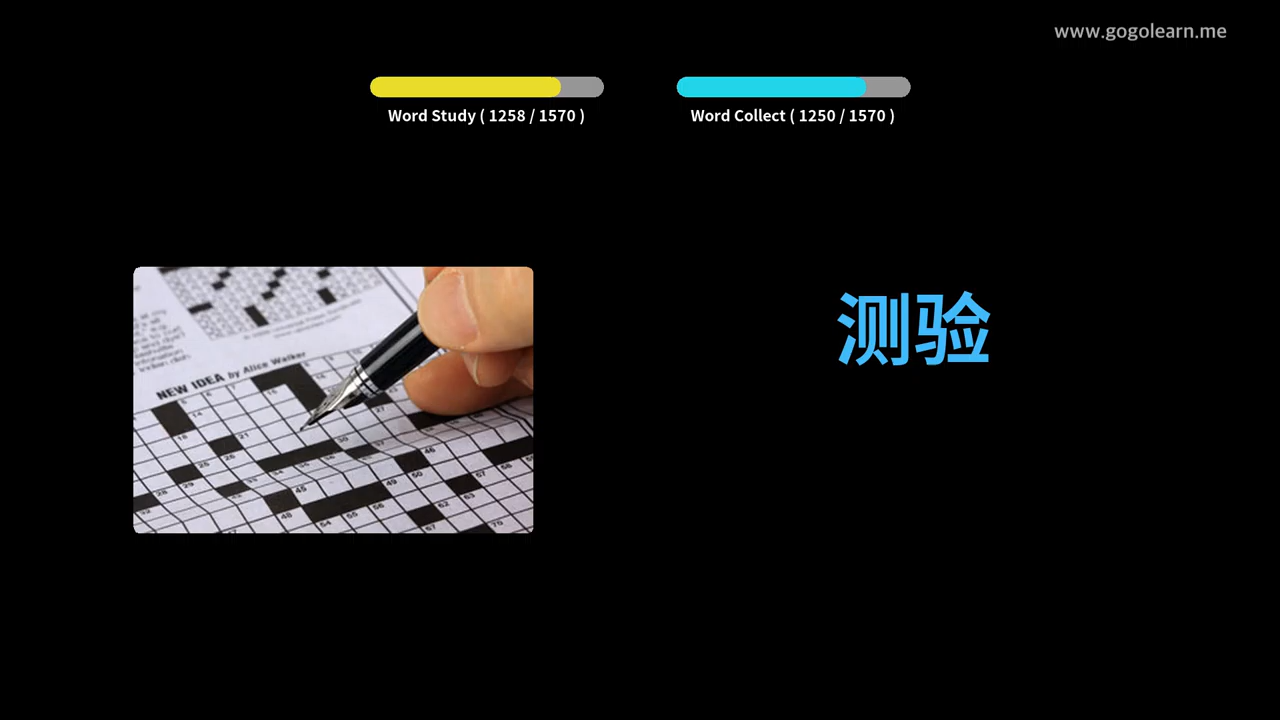 www.gogolearn.me
Word Study ( 1258 / 1570 )
Word Collect ( 1250 / 1570 )
NEW IDEA by Alice Walker
测验